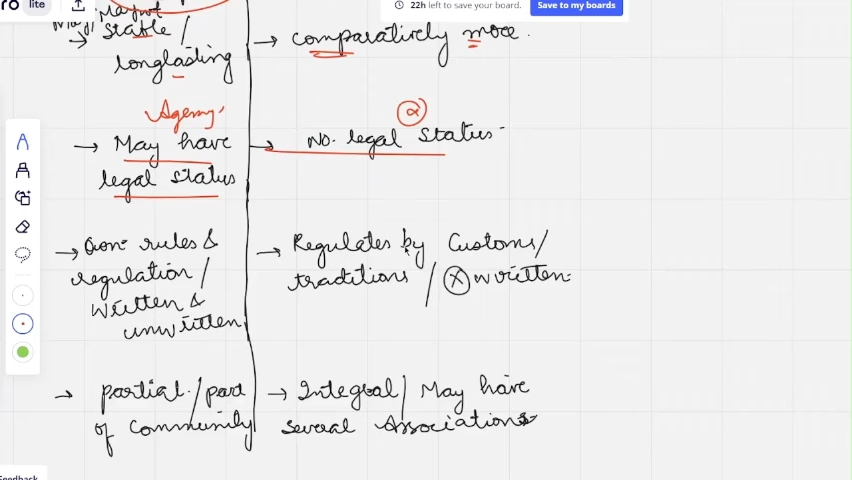 ro lite
22h left to save your board. Save to my boards
→ stable / → comparatively more.
longlasting
Agency.
→ May have → No. legal status.
legal status
→ Own rules & → Regulates by Customs/
regulation / traditions / ⓧ written.
written &
unwritten
→ partial / part → Integral / May have
of community several Associations
Feedback